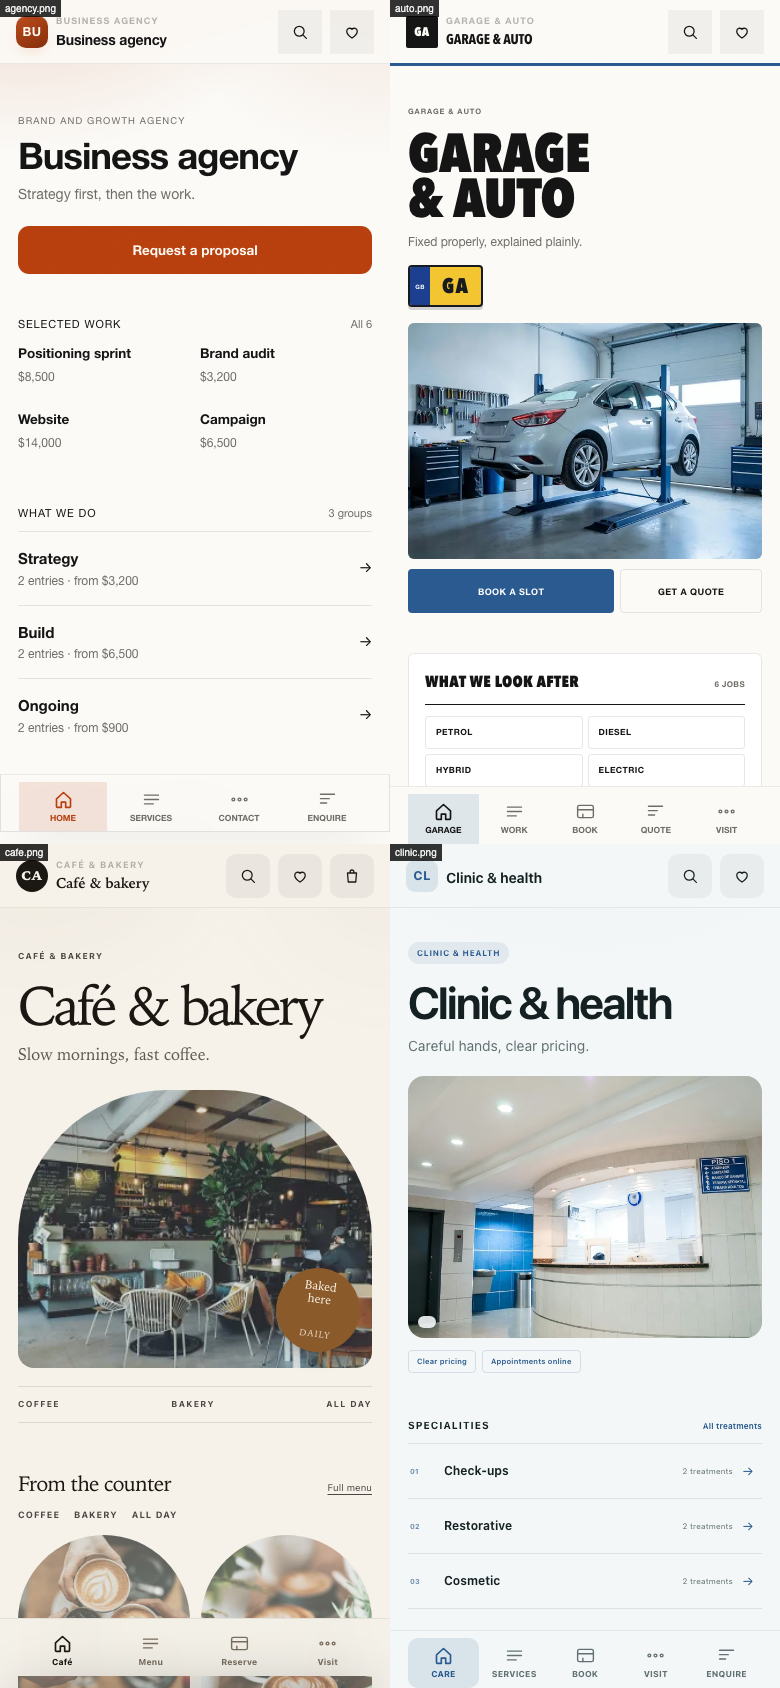 agency.png
BU
BUSINESS AGENCY
Business agency
BRAND AND GROWTH AGENCY
Business agency
Strategy first, then the work.
Request a proposal
SELECTED WORK
All 6
Positioning sprint
Brand audit
$8,500
$3,200
Website
Campaign
$14,000
$6,500
WHAT WE DO
3 groups
Strategy
2 entries · from $3,200
Build
2 entries · from $6,500
Ongoing
2 entries · from $900
HOME
SERVICES
CONTACT
ENQUIRE
auto.png
GA
GARAGE & AUTO
GARAGE & AUTO
GARAGE & AUTO
GARAGE
& AUTO
Fixed properly, explained plainly.
GB
GA
BOOK A SLOT
GET A QUOTE
WHAT WE LOOK AFTER
6 JOBS
PETROL
DIESEL
HYBRID
ELECTRIC
GARAGE
WORK
BOOK
QUOTE
VISIT
cafe.png
CA
CAFÉ & BAKERY
Café & bakery
CAFÉ & BAKERY
Café & bakery
Slow mornings, fast coffee.
Baked
here
DAILY
COFFEE
BAKERY
ALL DAY
From the counter
Full menu
COFFEE
BAKERY
ALL DAY
Café
Menu
Reserve
Visit
clinic.png
CL
Clinic & health
CLINIC & HEALTH
Clinic & health
Careful hands, clear pricing.
PISO 1
Clear pricing
Appointments online
SPECIALITIES
All treatments
01
Check-ups
2 treatments
02
Restorative
2 treatments
03
Cosmetic
2 treatments
CARE
SERVICES
BOOK
VISIT
ENQUIRE